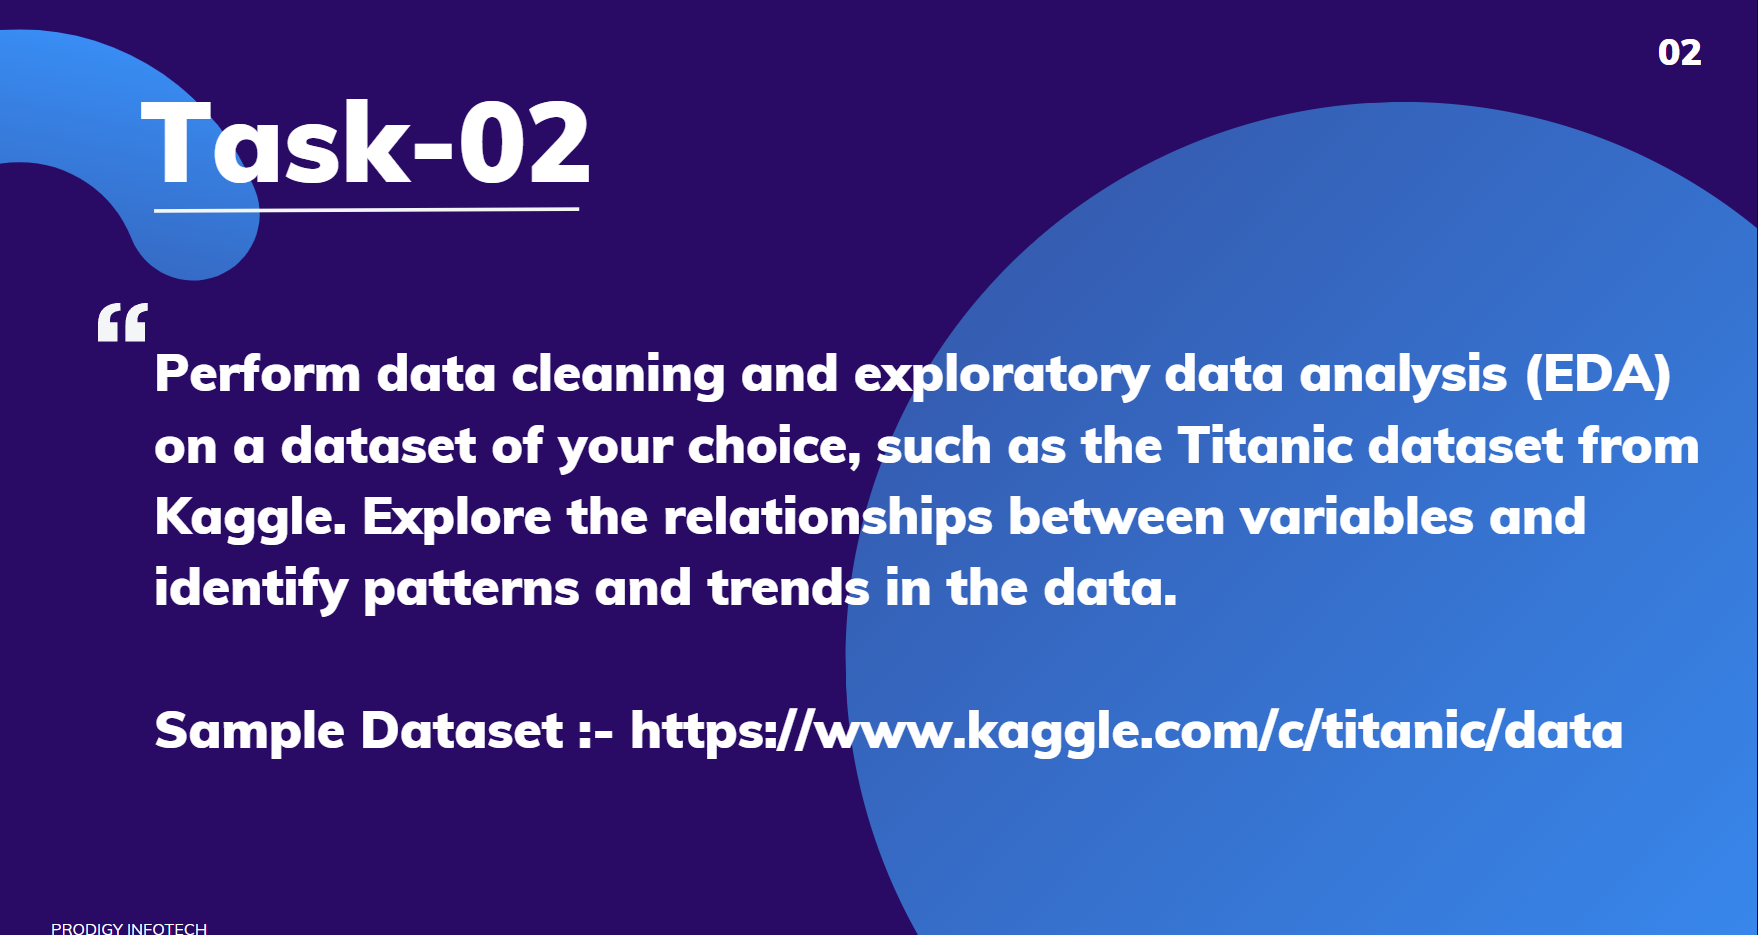 02
Task-02
“
Perform data cleaning and exploratory data analysis (EDA)
on a dataset of your choice, such as the Titanic dataset from
Kaggle. Explore the relationships between variables and
identify patterns and trends in the data.
Sample Dataset :- https://www.kaggle.com/c/titanic/data
PRODIGY INFOTECH